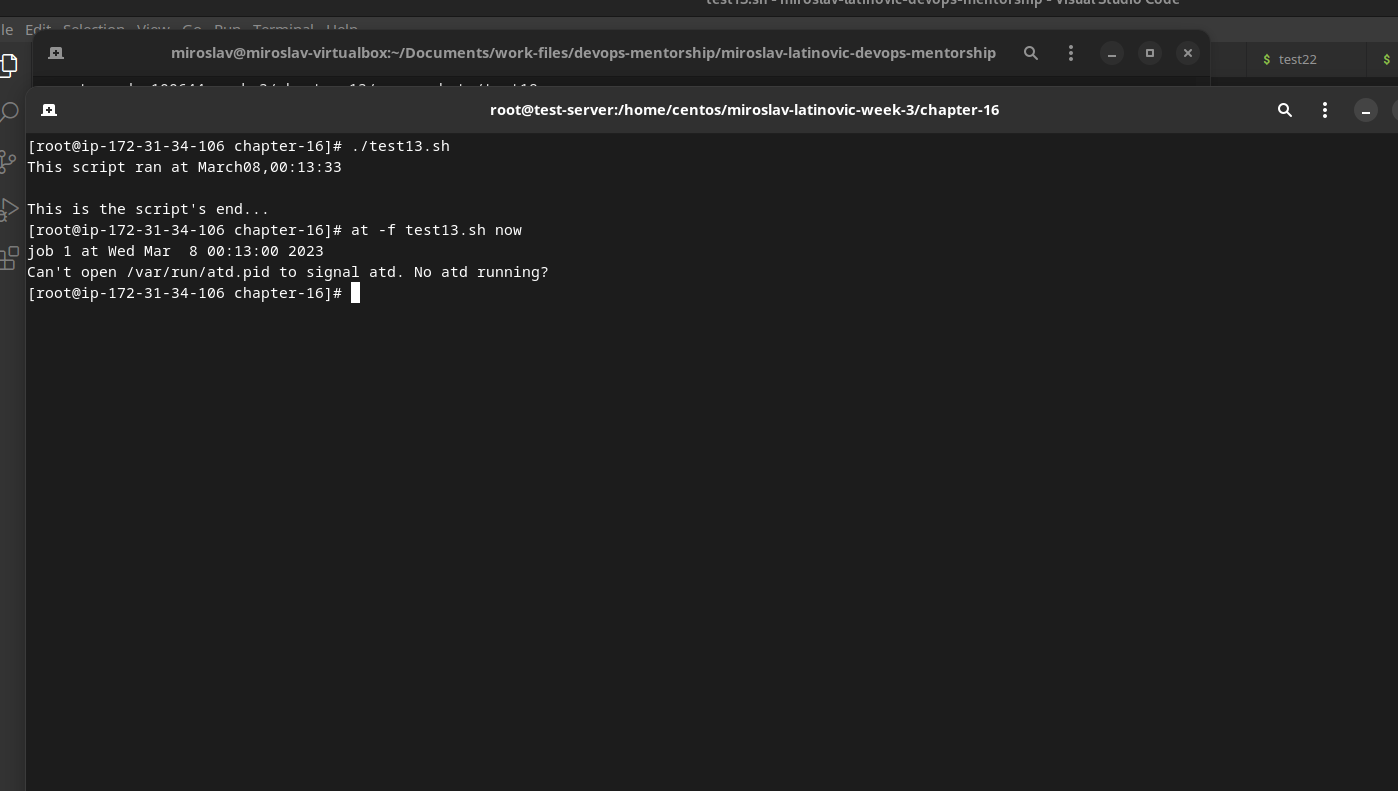 test13.sh - miroslav-latinovic-devops-mentorship - Visual Studio Code
le Edit Selection View Go Run Terminal Help
miroslav@miroslav-virtualbox:~/Documents/work-files/devops-mentorship/miroslav-latinovic-devops-mentorship
$ test22
$
root@test-server:/home/centos/miroslav-latinovic-week-3/chapter-16
[root@ip-172-31-34-106 chapter-16]# ./test13.sh
This script ran at March08,00:13:33
This is the script's end...
[root@ip-172-31-34-106 chapter-16]# at -f test13.sh now
job 1 at Wed Mar  8 00:13:00 2023
Can't open /var/run/atd.pid to signal atd. No atd running?
[root@ip-172-31-34-106 chapter-16]#